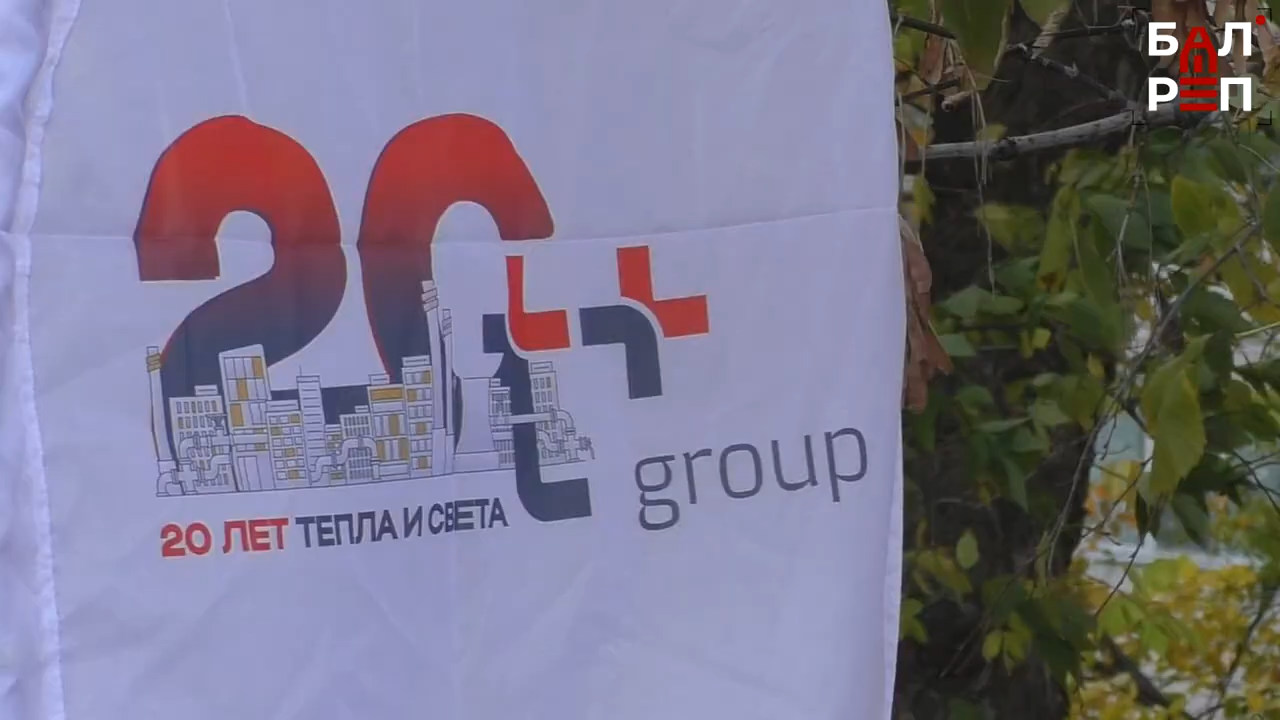 БАЛ
РЕП
20 t+
group
20 ЛЕТ ТЕПЛА И СВЕТА